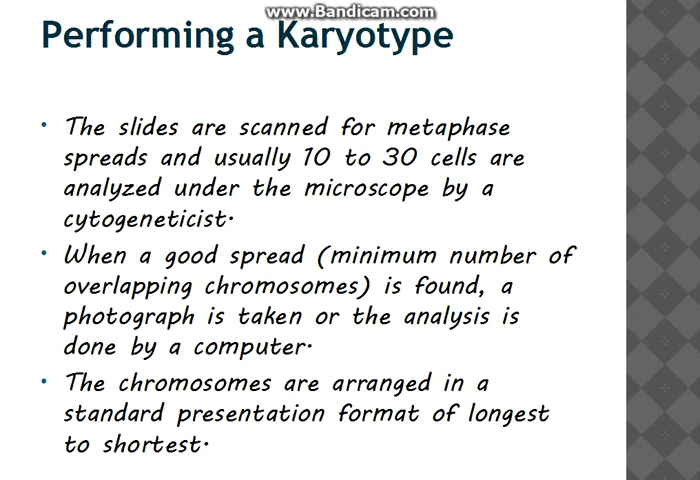 www.Bandicam.com
Performing a Karyotype
• The slides are scanned for metaphase
spreads and usually 10 to 30 cells are
analyzed under the microscope by a
cytogeneticist.
• When a good spread (minimum number of
overlapping chromosomes) is found, a
photograph is taken or the analysis is
done by a computer.
• The chromosomes are arranged in a
standard presentation format of longest
to shortest.